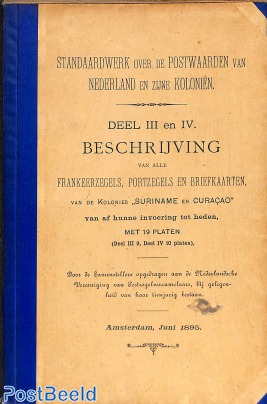 STANDAARDWERK OVER DE POSTWAARDEN VAN
NEDERLAND EN ZIJNE KOLONIËN.
DEEL III en IV.
BESCHRIJVING
VAN ALLE
FRANKEERZEGELS, PORTZEGELS EN BRIEFKAARTEN,
VAN DE KOLONIES „SURINAME EN CURAÇAO"
van af hunne invoering tot heden,
MET 19 PLATEN
(Deel III 9, Deel IV 10 platen),
Door de Samenstellers opgedragen aan de Nederlandsche
Vereeniging van Postzegelverzamelaars, bij gelegen-
heid van haar tienjarig bestaan.
Amsterdam, Juni 1895.
PostBeeld